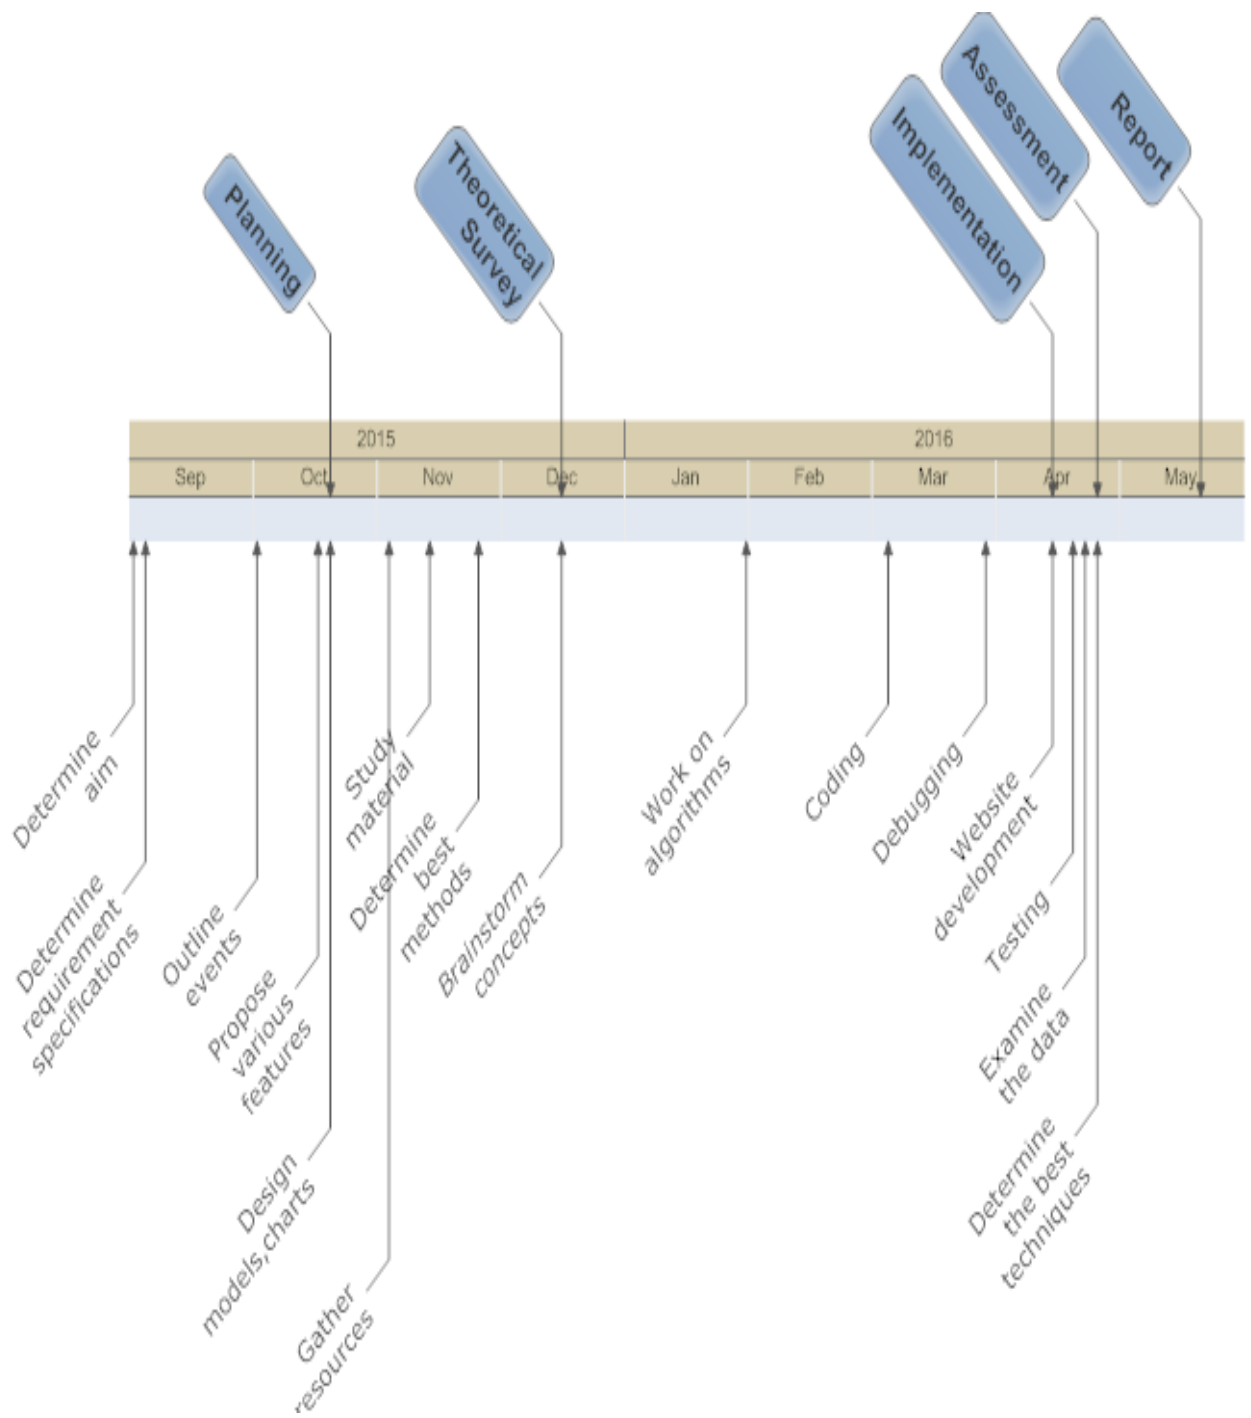 Planning
Theoretical
Survey
Implementation
Assessment
Report
2015
2016
Sep
Oct
Nov
Dec
Jan
Feb
Mar
Apr
May
Determine
aim
Determine
requirement
specifications
Outline
events
Propose
various
features
Design
models,charts
Gather
resources
Study
material
Determine
best
methods
Brainstorm
concepts
Work on
algorithms
Coding
Debugging
Website
development
Testing
Examine
the data
Determine
the best
techniques